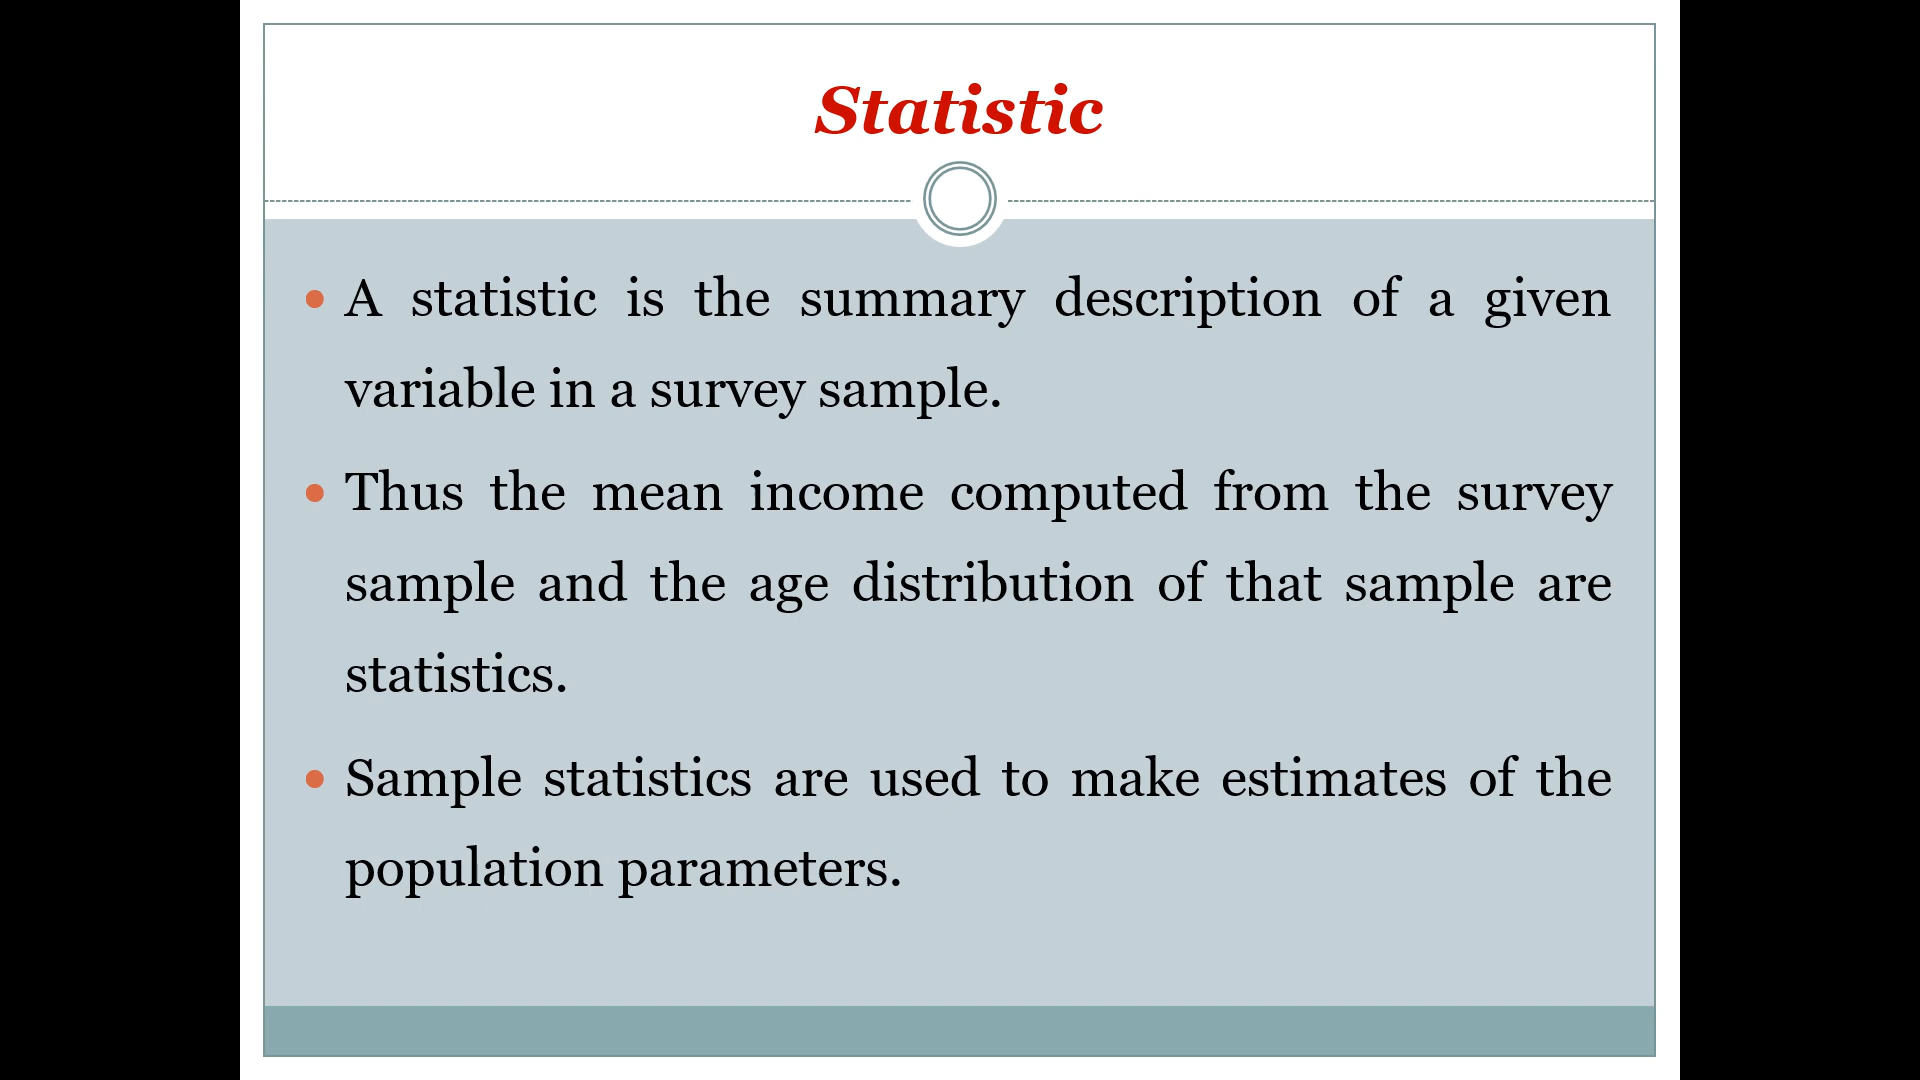 Statistic
• A statistic is the summary description of a given
variable in a survey sample.
• Thus the mean income computed from the survey
sample and the age distribution of that sample are
statistics.
• Sample statistics are used to make estimates of the
population parameters.